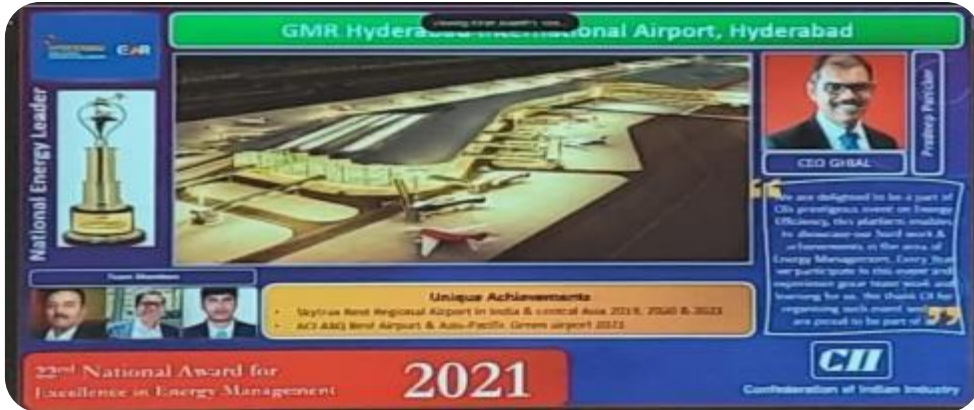 GMR Hyderabad International Airport, Hyderabad
National Energy Leader
Pradeep Panicker
CEO GHIAL
We are delighted to be a part of
CIIs prestigious event on Energy
Efficiency, this platform enables
to showcase our hard work &
achievements in the area of
Energy Management. Every
we participate in this event and
experience great team work and
learning for us. We thank CII for
organising such event
are proud to be part of
Team Members
Unique Achievements
Skytrax Best Regional Airport in India & central Asia 2019, 2020 & 2021
ACI ASQ Best Airport & Asia-Pacific Green airport 2021
22nd National Award for
Excellence in Energy Management
2021
CII
Confederation of Indian Industry